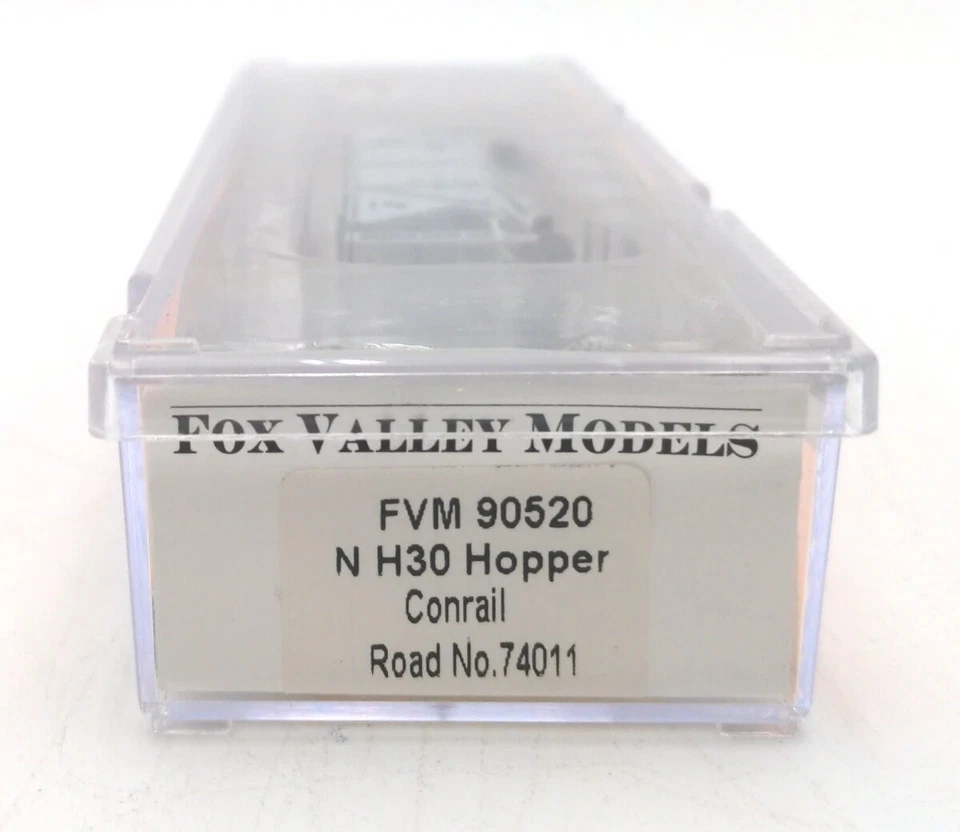 FOX VALLEY MODELS
FVM 90520
N H30 Hopper
Conrail
Road No.74011